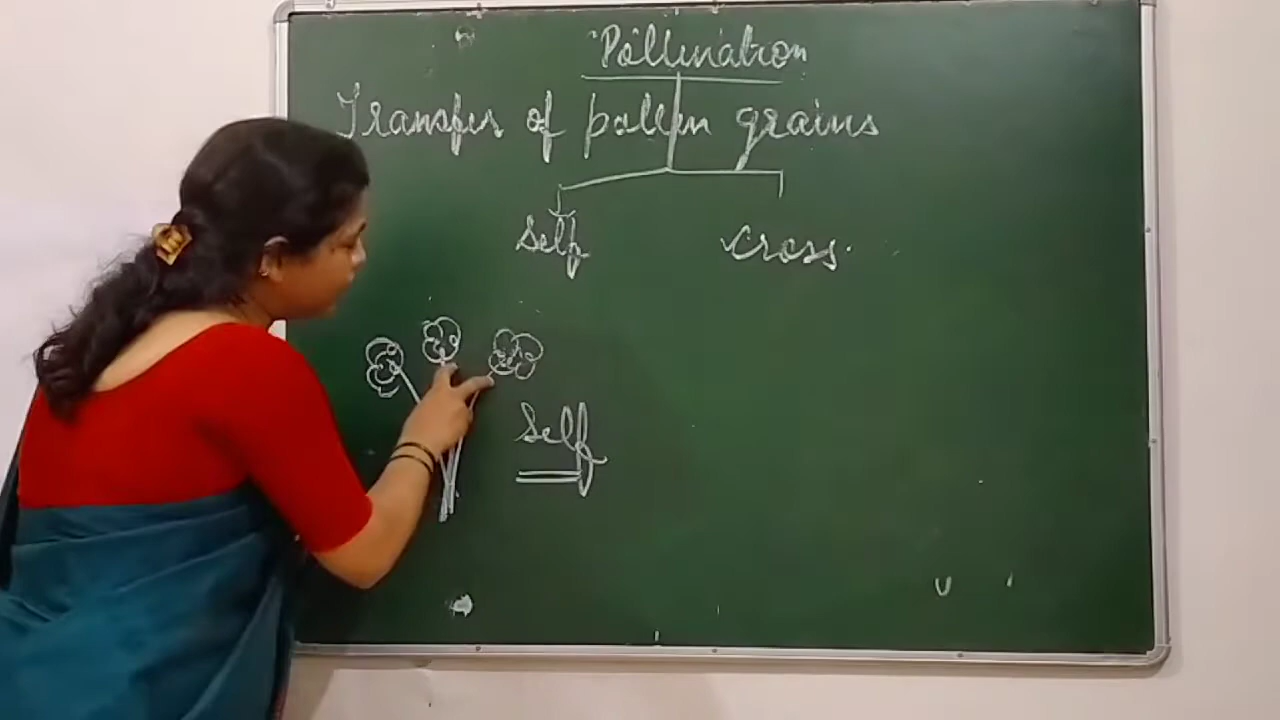 Pollination
Transfer of pollen grains
Self
Cross
Self